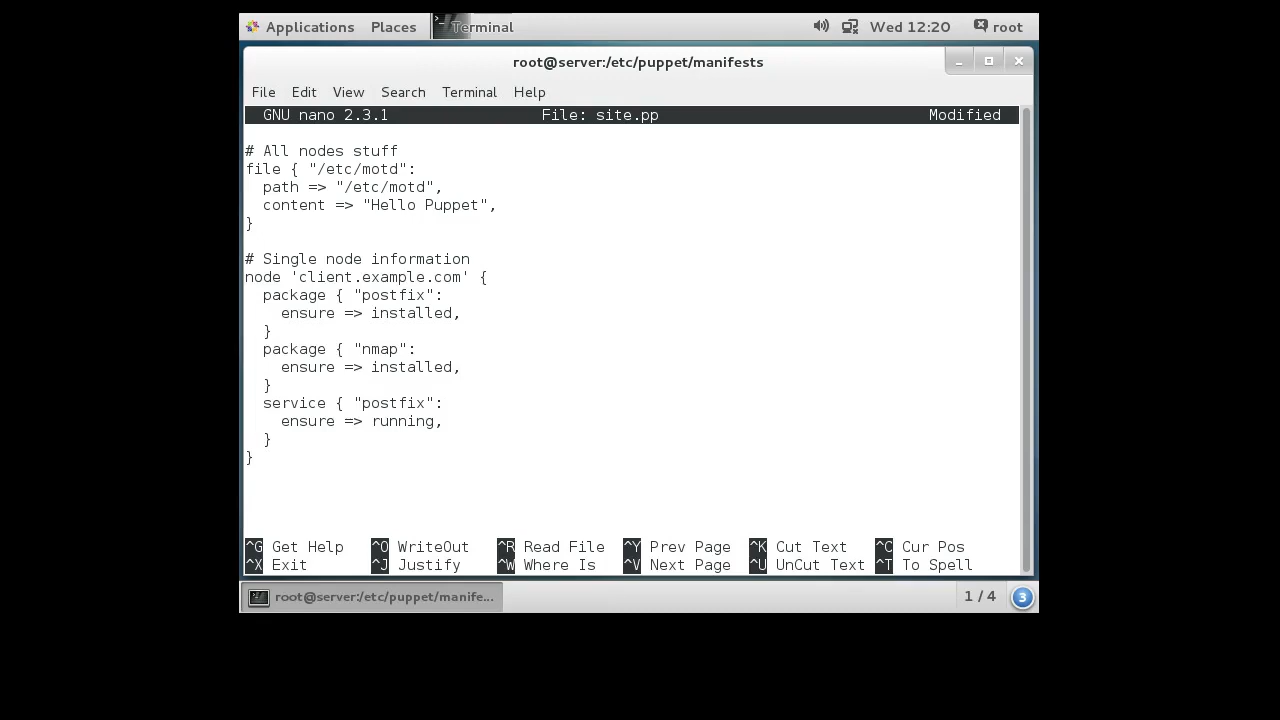 Applications Places Terminal Wed 12:20 root
root@server:/etc/puppet/manifests
File Edit View Search Terminal Help
GNU nano 2.3.1 File: site.pp Modified
# All nodes stuff
file { "/etc/motd":
  path => "/etc/motd",
  content => "Hello Puppet",
}
# Single node information
node 'client.example.com' {
  package { "postfix":
    ensure => installed,
  }
  package { "nmap":
    ensure => installed,
  }
  service { "postfix":
    ensure => running,
  }
}
^G Get Help ^O WriteOut ^R Read File ^Y Prev Page ^K Cut Text ^C Cur Pos
^X Exit ^J Justify ^W Where Is ^V Next Page ^U UnCut Text ^T To Spell
root@server:/etc/puppet/manife... 1 / 4 3